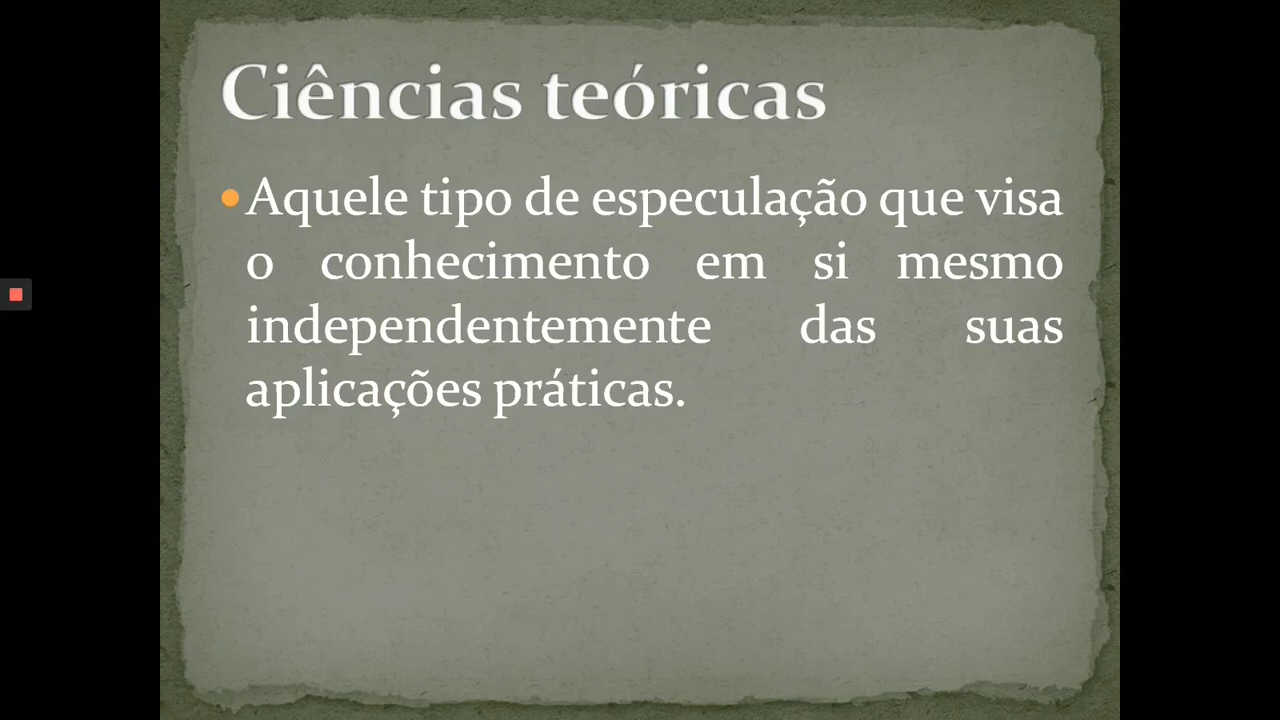 Ciências teóricas
Aquele tipo de especulação que visa
o conhecimento em si mesmo
independentemente das suas
aplicações práticas.